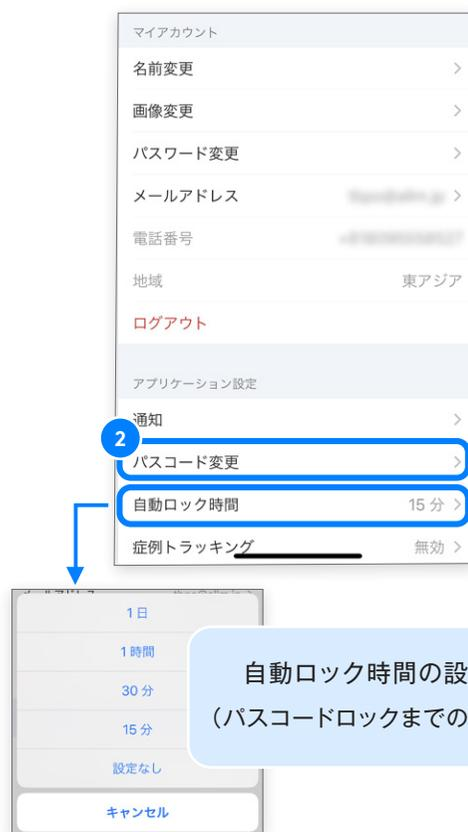 マイアカウント
名前変更
画像変更
パスワード変更
メールアドレス
電話番号
地域 東アジア
ログアウト
アプリケーション設定
通知
2
パスコード変更
自動ロック時間 15 分
症例トラッキング 無効
1 日
1 時間
30 分
15 分
設定なし
キャンセル
自動ロック時間の設
（パスコードロックまでの